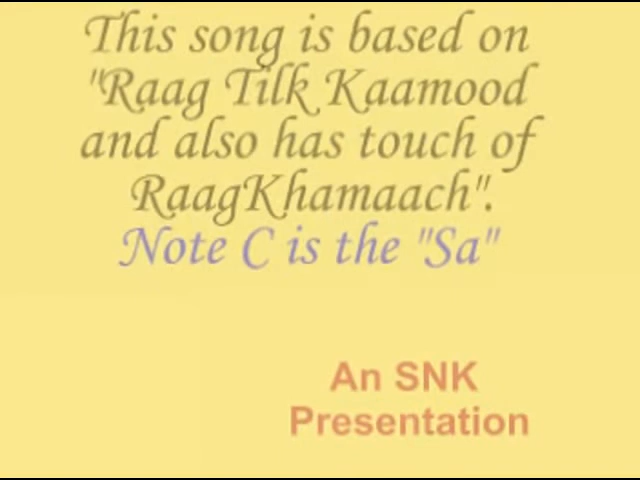 This song is based on
"Raag Tilk Kaamood
and also has touch of
RaagKhamaach".
Note C is the "Sa"
An SNK
Presentation